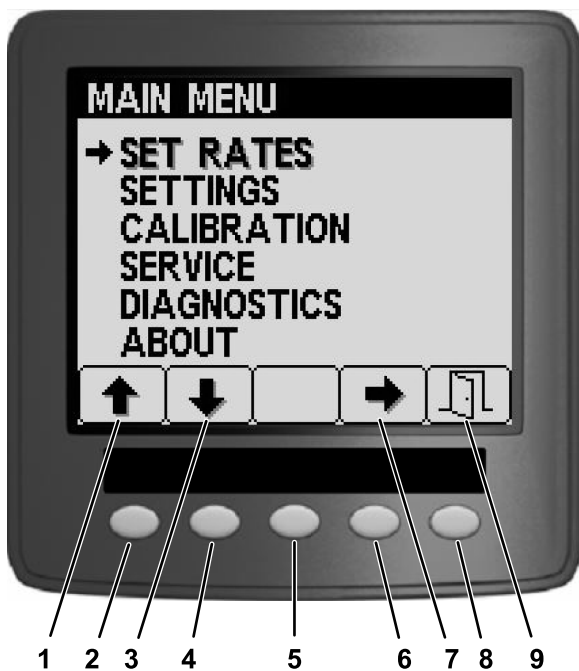 MAIN MENU
SET RATES
SETTINGS
CALIBRATION
SERVICE
DIAGNOSTICS
ABOUT
1 2 3 4 5 6 7 8 9